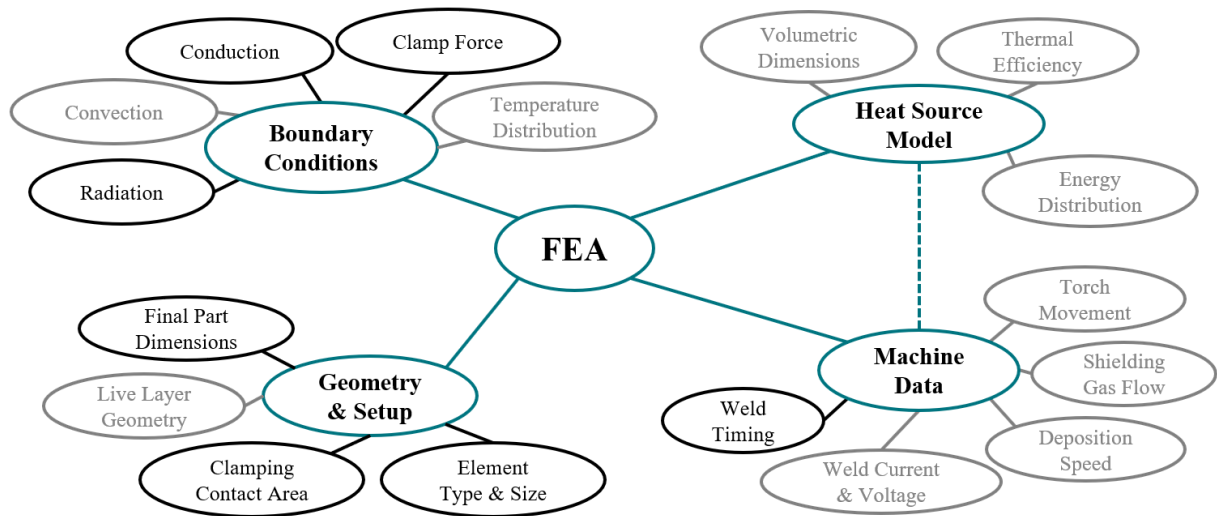 Conduction
Clamp Force
Convection
Temperature
Distribution
Boundary
Conditions
Radiation
Volumetric
Dimensions
Thermal
Efficiency
Heat Source
Model
Energy
Distribution
FEA
Final Part
Dimensions
Live Layer
Geometry
Geometry
& Setup
Clamping
Contact Area
Element
Type & Size
Torch
Movement
Machine
Data
Shielding
Gas Flow
Weld
Timing
Weld Current
& Voltage
Deposition
Speed